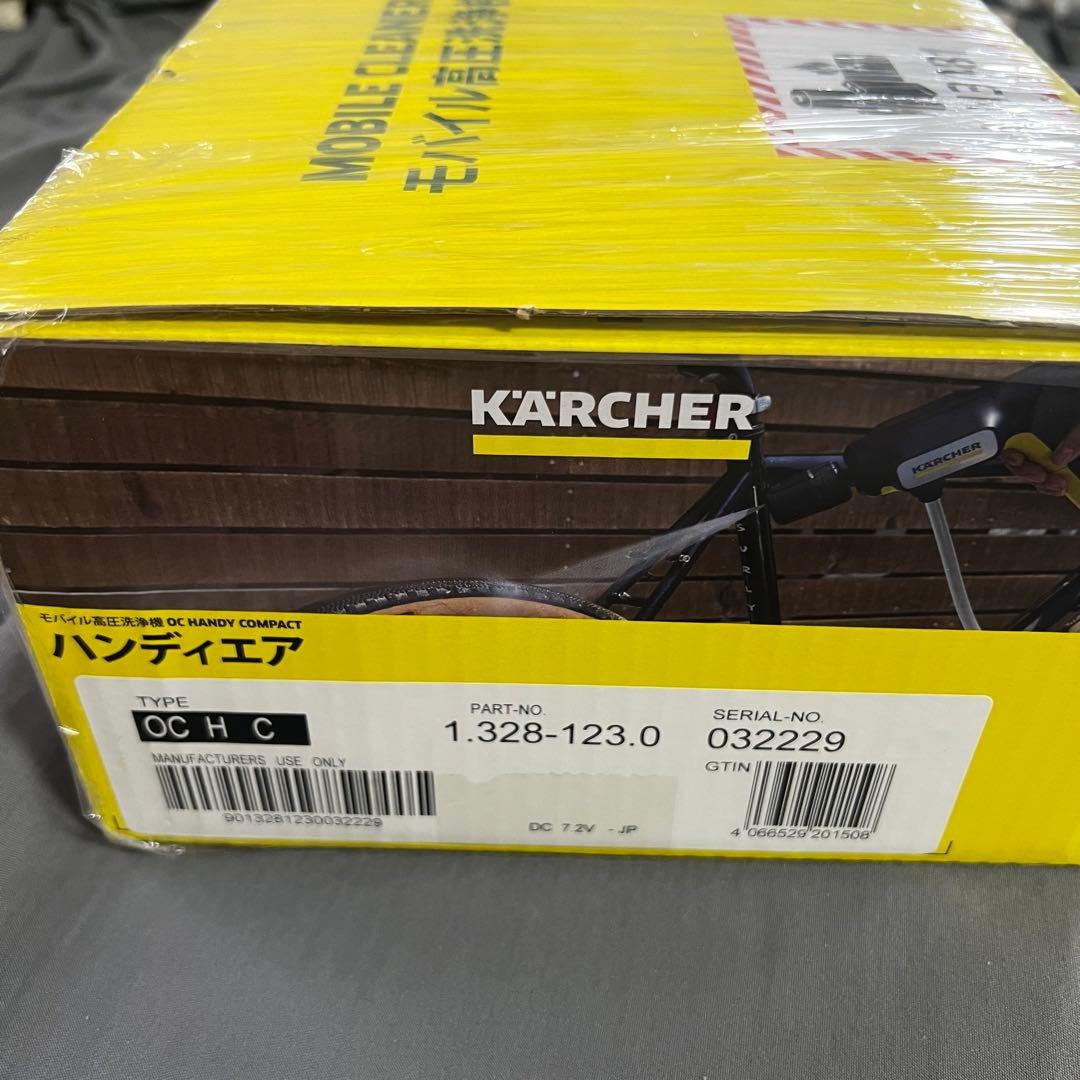 MOBILE CLEANER
モバイル高圧洗浄機
KÄRCHER
KÄRCHER
SURLY
モバイル高圧洗浄機 OC HANDY COMPACT
ハンディエア
TYPE
OC H C
PART-NO.
1.328-123.0
SERIAL-NO.
032229
MANUFACTURERS USE ONLY
9013281230032229
DC 7.2V - JP
GTIN
4 066529 201508